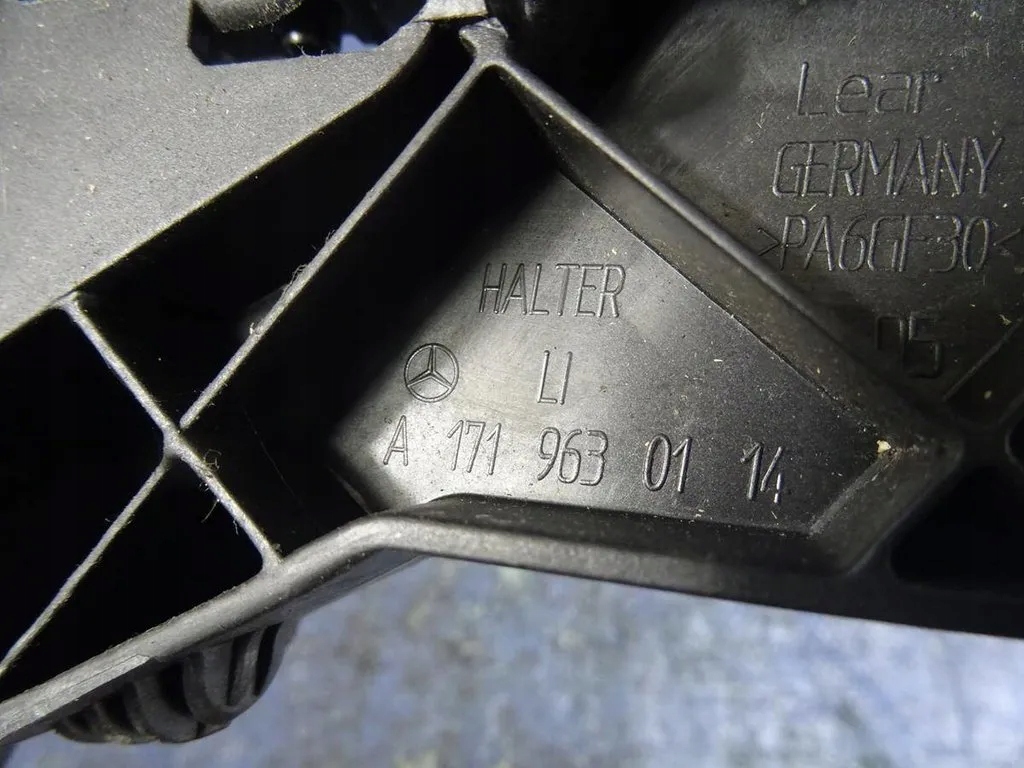 Lear
GERMANY
>PA6GF30<
05
HALTER
LI
A 171 963 01 14